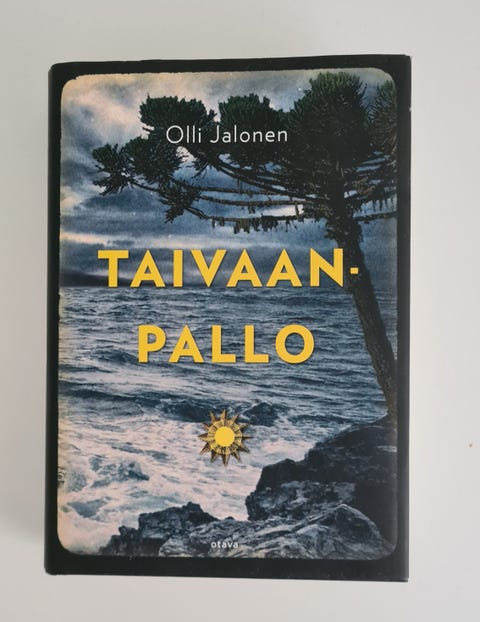 Olli Jalonen
TAIVAAN-
PALLO
otava